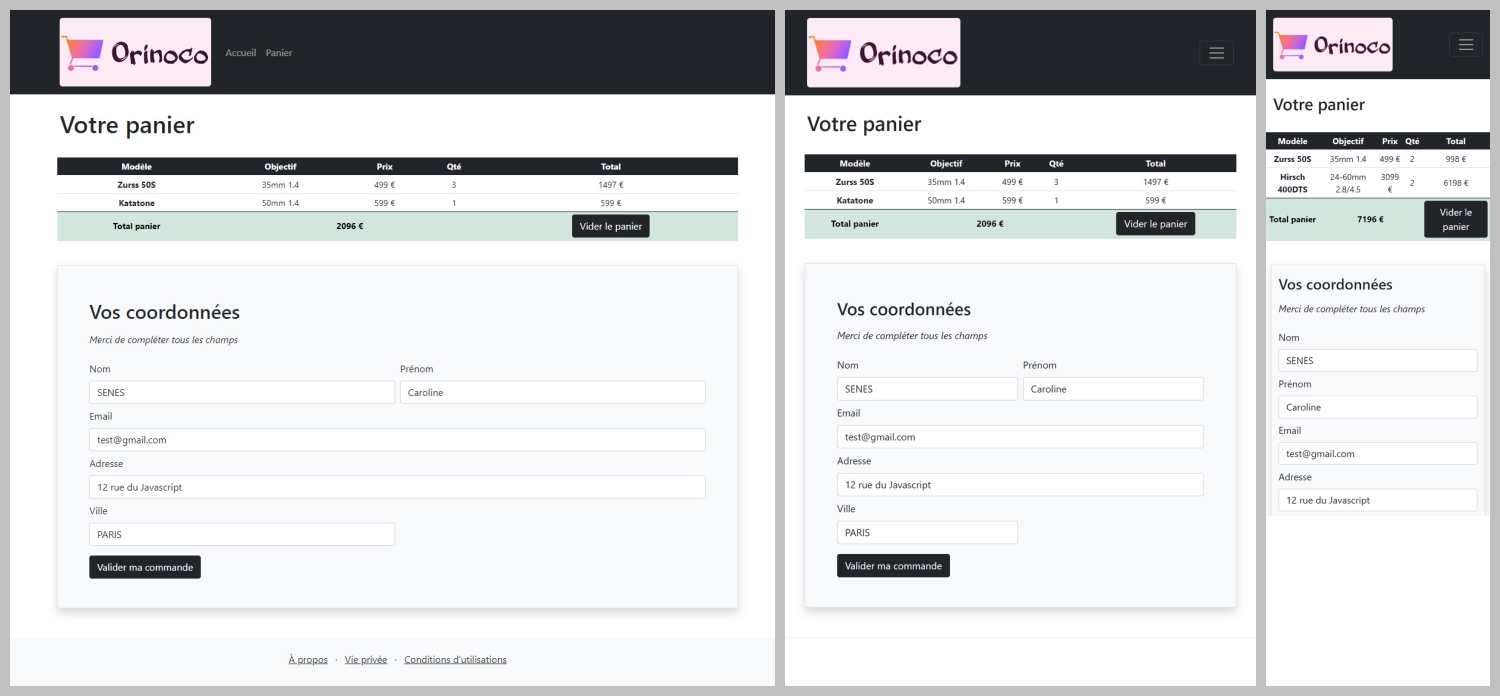 Orinoco Accueil Panier
Votre panier
Modèle Objectif Prix Qté Total
Zurss 50S 35mm 1.4 499 € 3 1497 €
Katatone 50mm 1.4 599 € 1 599 €
Total panier 2096 € Vider le panier
Vos coordonnées
Merci de compléter tous les champs
Nom Prénom
SENES Caroline
Email
test@gmail.com
Adresse
12 rue du Javascript
Ville
PARIS
Valider ma commande
À propos · Vie privée · Conditions d'utilisations
Orinoco
Votre panier
Modèle Objectif Prix Qté Total
Zurss 50S 35mm 1.4 499 € 3 1497 €
Katatone 50mm 1.4 599 € 1 599 €
Total panier 2096 € Vider le panier
Vos coordonnées
Merci de compléter tous les champs
Nom Prénom
SENES Caroline
Email
test@gmail.com
Adresse
12 rue du Javascript
Ville
PARIS
Valider ma commande
Orinoco
Votre panier
Modèle Objectif Prix Qté Total
Zurss 50S 35mm 1.4 499 € 2 998 €
Hirsch 24-60mm 3099
400DTS 2.8/4.5 € 2 6198 €
Total panier 7196 € Vider le
panier
Vos coordonnées
Merci de compléter tous les champs
Nom
SENES
Prénom
Caroline
Email
test@gmail.com
Adresse
12 rue du Javascript